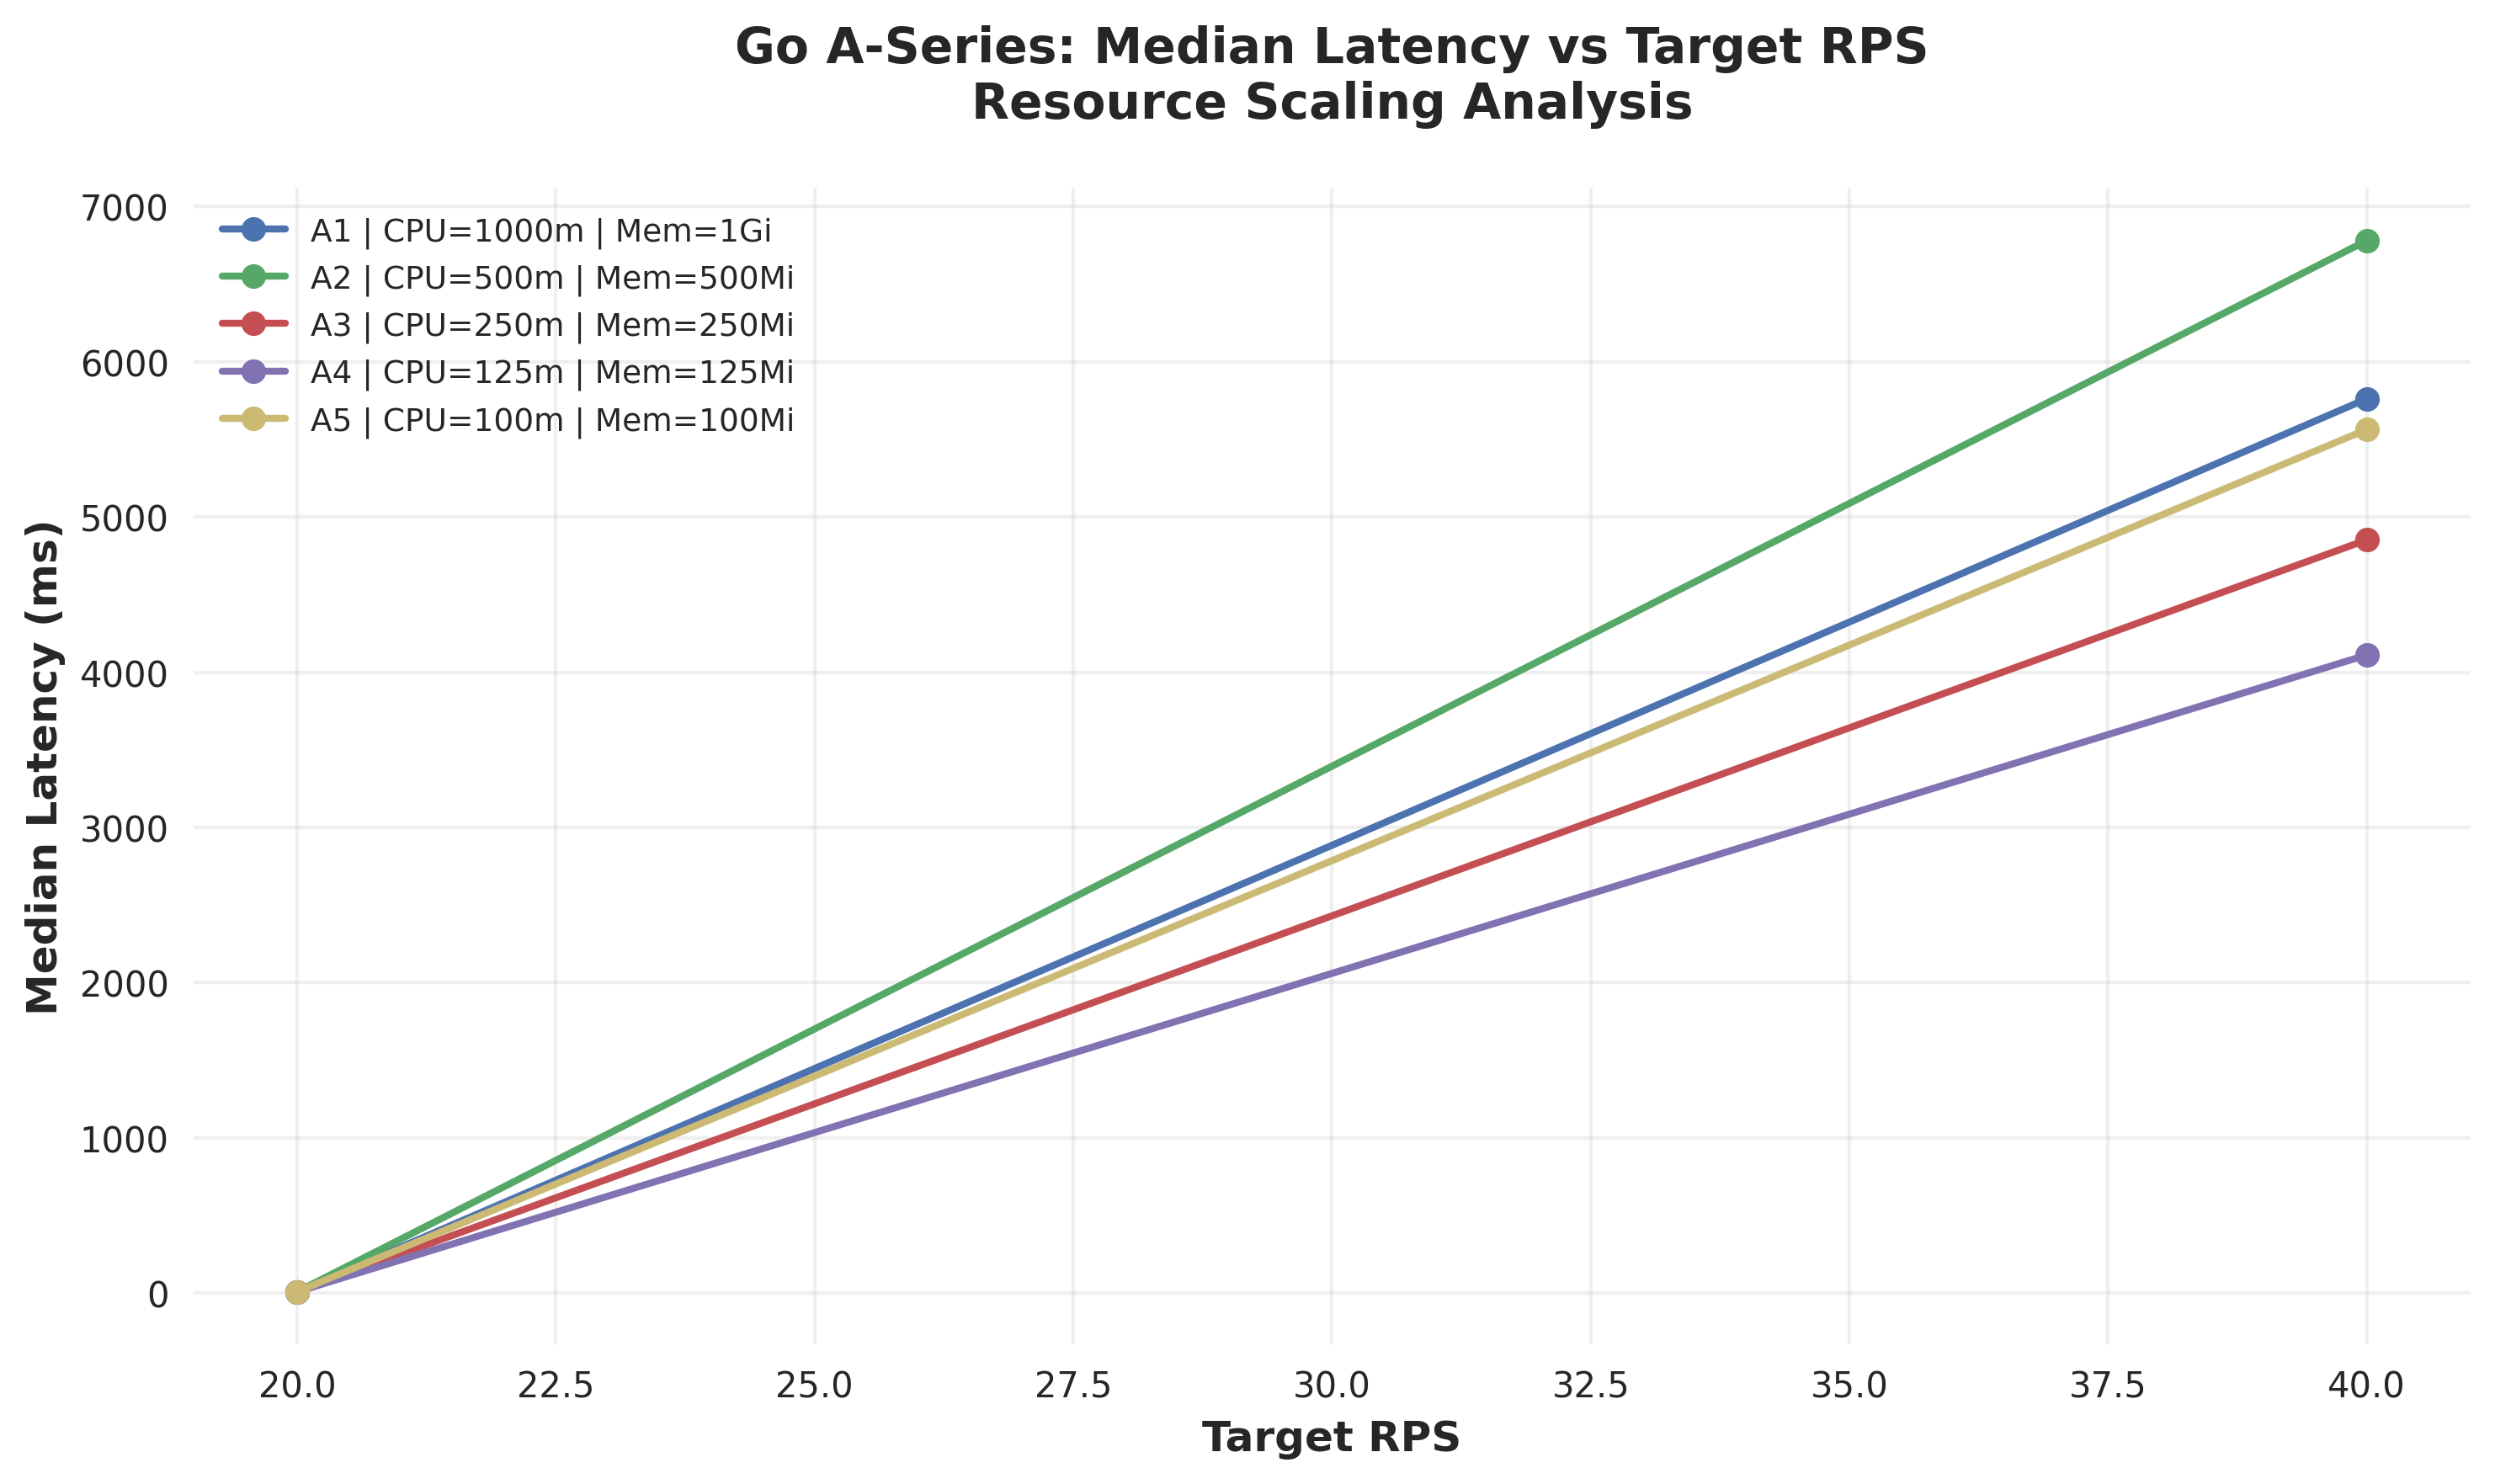 Go A-Series: Median Latency vs Target RPS
Resource Scaling Analysis
7000
6000
5000
4000
3000
2000
1000
0
Median Latency (ms)
A1 | CPU=1000m | Mem=1Gi
A2 | CPU=500m | Mem=500Mi
A3 | CPU=250m | Mem=250Mi
A4 | CPU=125m | Mem=125Mi
A5 | CPU=100m | Mem=100Mi
20.0 22.5 25.0 27.5 30.0 32.5 35.0 37.5 40.0
Target RPS